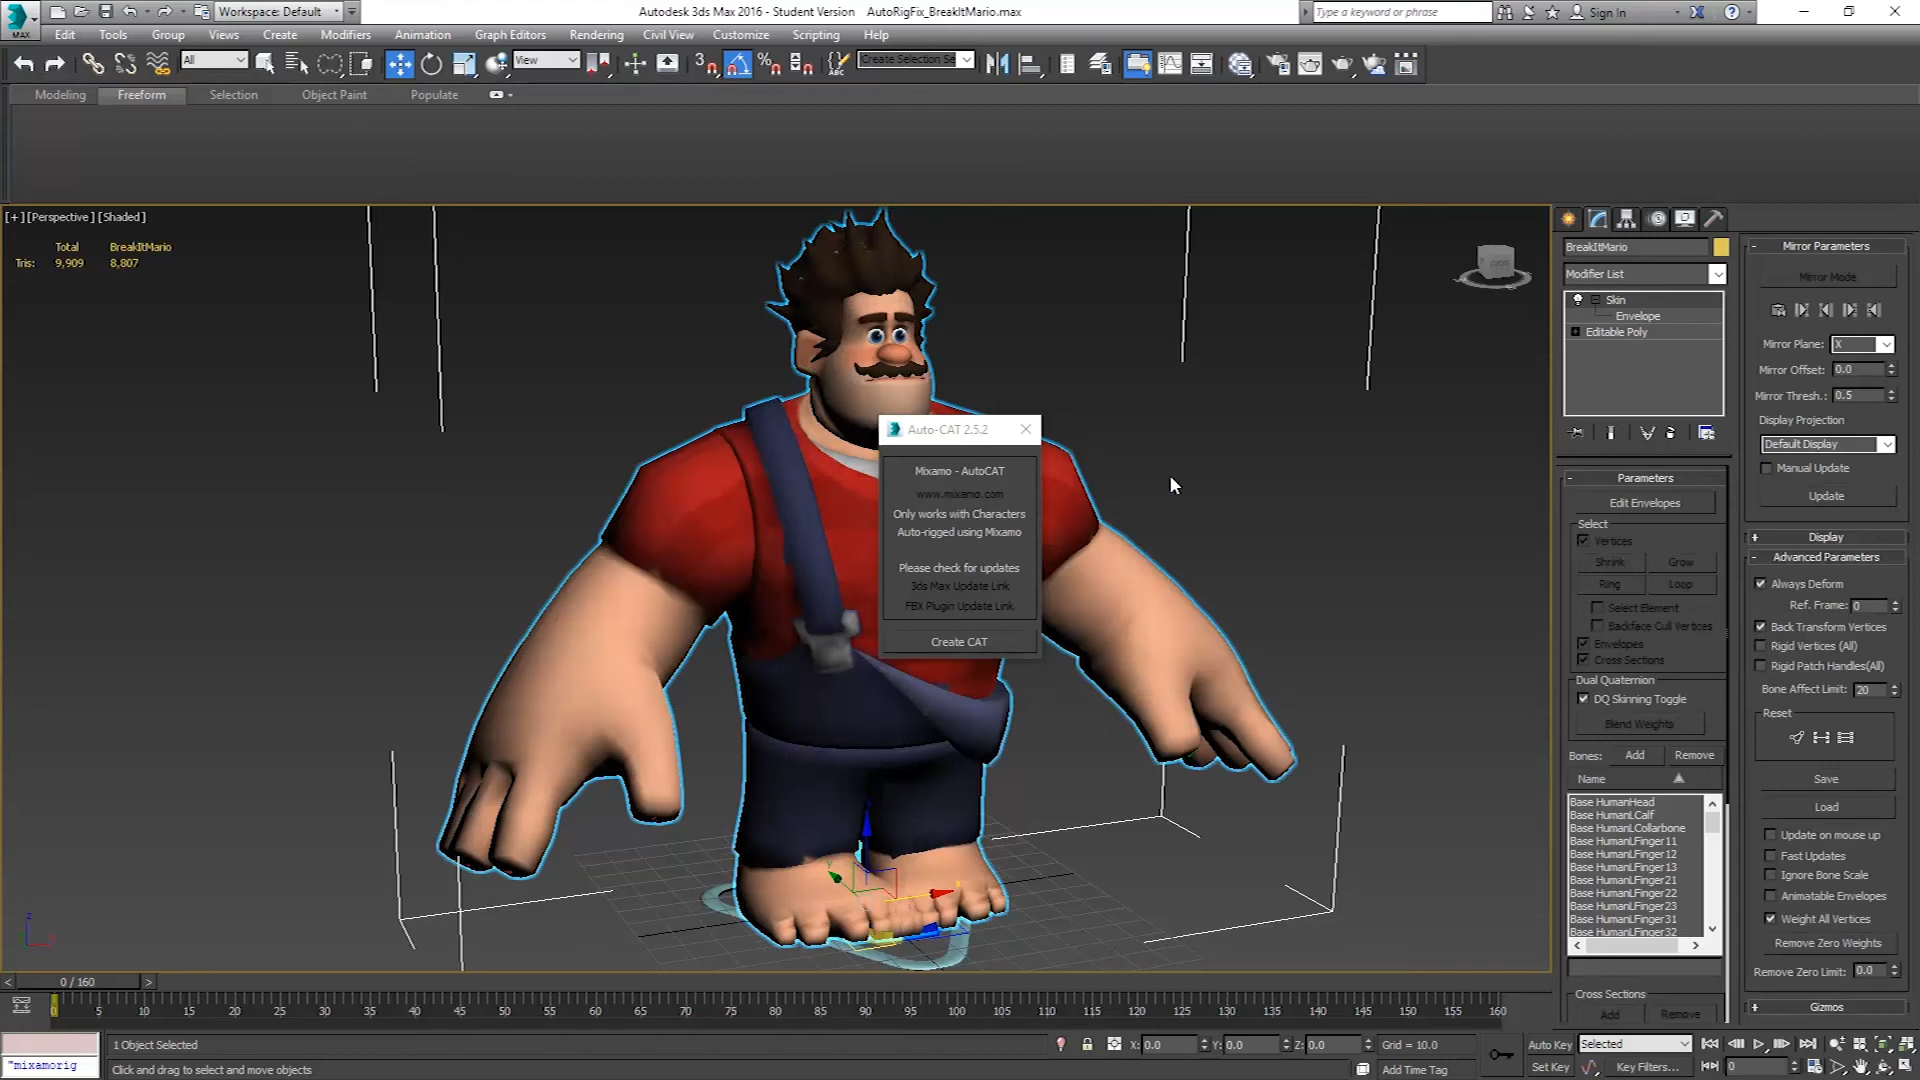 Workspace: Default
Autodesk 3ds Max 2016 - Student Version    AutoRigFix_BreakItMario.max
Type a keyword or phrase
Sign In
MAX
Edit Tools Group Views Create Modifiers Animation Graph Editors Rendering Civil View Customize Scripting Help
All
View
3
ABC
Create Selection Se
Modeling Freeform Selection Object Paint Populate
[+] [Perspective] [Shaded]
Total BreakItMario
Tris: 9,909 8,807
Auto-CAT 2.5.2
Mixamo - AutoCAT
www.mixamo.com
Only works with Characters
Auto-rigged using Mixamo
Please check for updates
3ds Max Update Link
FBX Plugin Update Link
Create CAT
BreakItMario
Modifier List
Skin
Envelope
Editable Poly
Parameters
Edit Envelopes
Select
Vertices
Shrink Grow
Ring Loop
Select Element
Backface Cull Vertices
Envelopes
Cross Sections
Dual Quaternion
DQ Skinning Toggle
Blend Weights
Bones: Add Remove
Name
Base HumanHead
Base HumanLCalf
Base HumanLCollarbone
Base HumanLFinger11
Base HumanLFinger12
Base HumanLFinger13
Base HumanLFinger21
Base HumanLFinger22
Base HumanLFinger23
Base HumanLFinger31
Base HumanLFinger32
Cross Sections
Add Remove
Mirror Parameters
Mirror Mode
Mirror Plane: X
Mirror Offset: 0.0
Mirror Thresh.: 0.5
Display Projection
Default Display
Manual Update
Update
Display
Advanced Parameters
Always Deform
Ref. Frame: 0
Back Transform Vertices
Rigid Vertices (All)
Rigid Patch Handles(All)
Bone Affect Limit: 20
Reset
Save
Load
Update on mouse up
Fast Updates
Ignore Bone Scale
Animatable Envelopes
Weight All Vertices
Remove Zero Weights
Remove Zero Limit: 0.0
Gizmos
0 / 160
0 5 10 15 20 25 30 35 40 45 50 55 60 65 70 75 80 85 90 95 100 105 110 115 120 125 130 135 140 145 150 155 160
1 Object Selected
X: 0.0 Y: 0.0 Z: 0.0 Grid = 10.0
Auto Key Selected
"mixamorig
Click and drag to select and move objects
Add Time Tag
Set Key Key Filters...
0